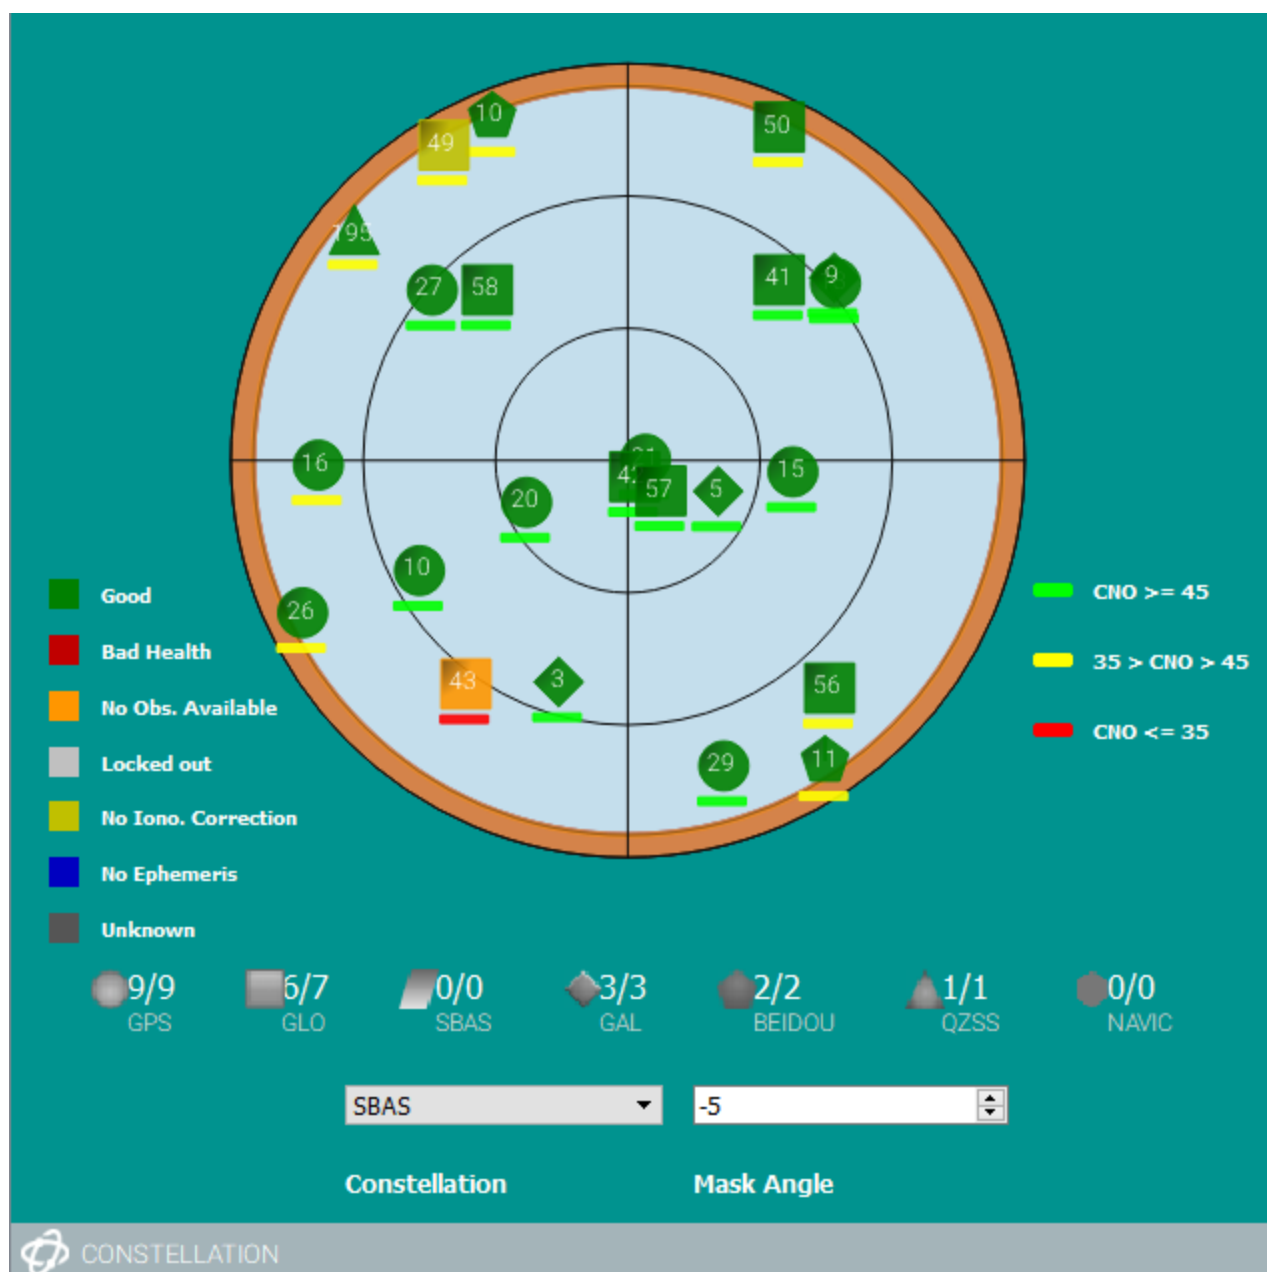 10
49
50
195
27
58
41
9
16
42
57
5
15
20
10
26
43
3
56
29
11
Good
Bad Health
No Obs. Available
Locked out
No Iono. Correction
No Ephemeris
Unknown
CNO >= 45
35 > CNO > 45
CNO <= 35
9/9 6/7 0/0 3/3 2/2 1/1 0/0
GPS GLO SBAS GAL BEIDOU QZSS NAVIC
SBAS -5
Constellation Mask Angle
CONSTELLATION